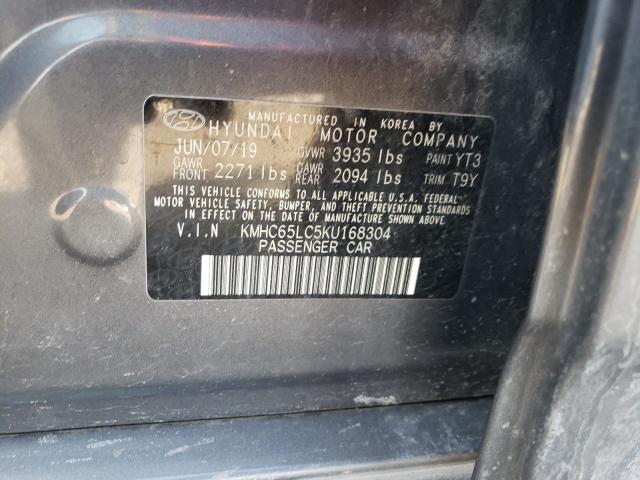 MANUFACTURED IN KOREA BY
HYUNDAI MOTOR COMPANY
JUN/07/19 GVWR 3935 lbs PAINT YT3
GAWR FRONT 2271 lbs GAWR REAR 2094 lbs TRIM T9Y
THIS VEHICLE CONFORMS TO ALL APPLICABLE U.S.A. FEDERAL
MOTOR VEHICLE SAFETY, BUMPER, AND THEFT PREVENTION STANDARDS
IN EFFECT ON THE DATE OF MANUFACTURE SHOWN ABOVE.
V.I.N KMHC65LC5KU168304
PASSENGER CAR